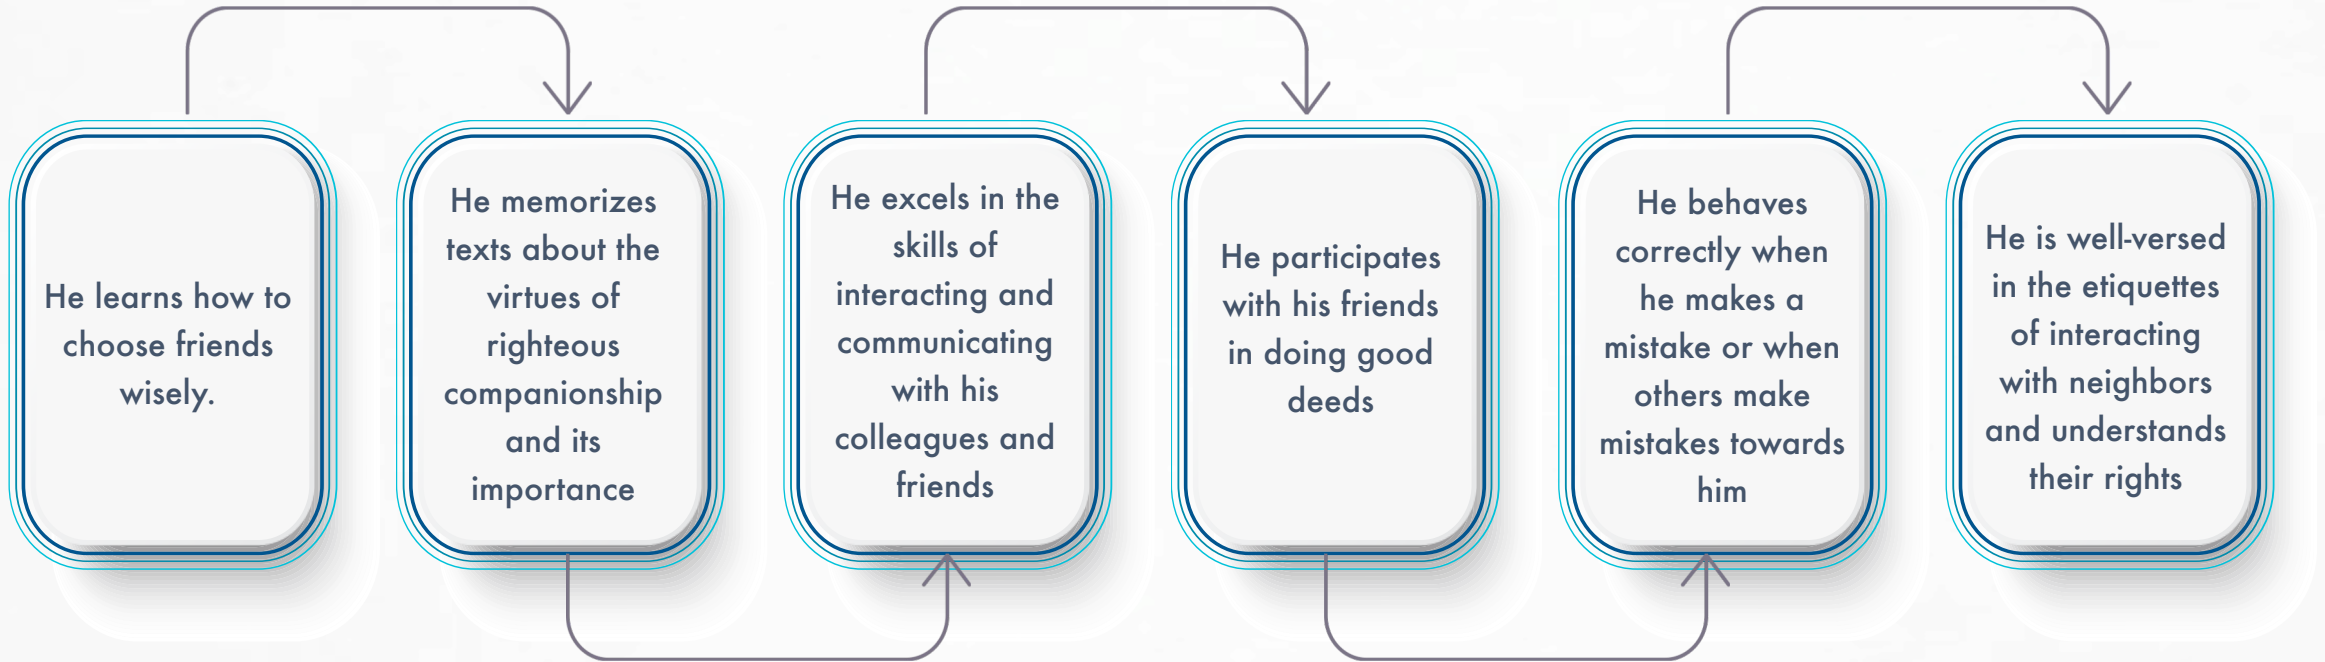 He learns how to
choose friends
wisely.
He memorizes
texts about the
virtues of
righteous
companionship
and its
importance
He excels in the
skills of
interacting and
communicating
with his
colleagues and
friends
He participates
with his friends
in doing good
deeds
He behaves
correctly when
he makes a
mistake or when
others make
mistakes towards
him
He is well-versed
in the etiquettes
of interacting
with neighbors
and understands
their rights